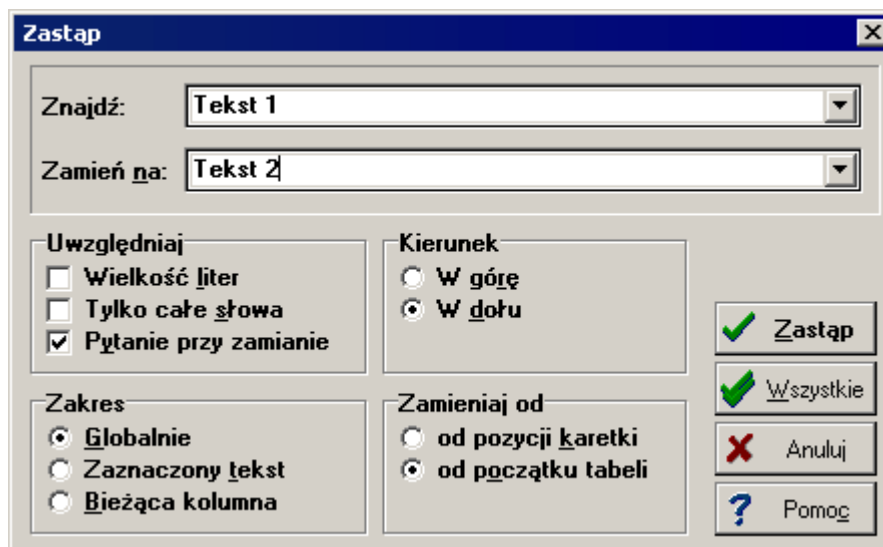 Zastąp
Znajdź: Tekst 1
Zamień na: Tekst 2
Uwzględniaj
Wielkość liter
Tylko całe słowa
Pytanie przy zamianie
Kierunek
W górę
W dołu
Zakres
Globalnie
Zaznaczony tekst
Bieżąca kolumna
Zamieniaj od
od pozycji karetki
od początku tabeli
Zastąp
Wszystkie
Anuluj
Pomoc